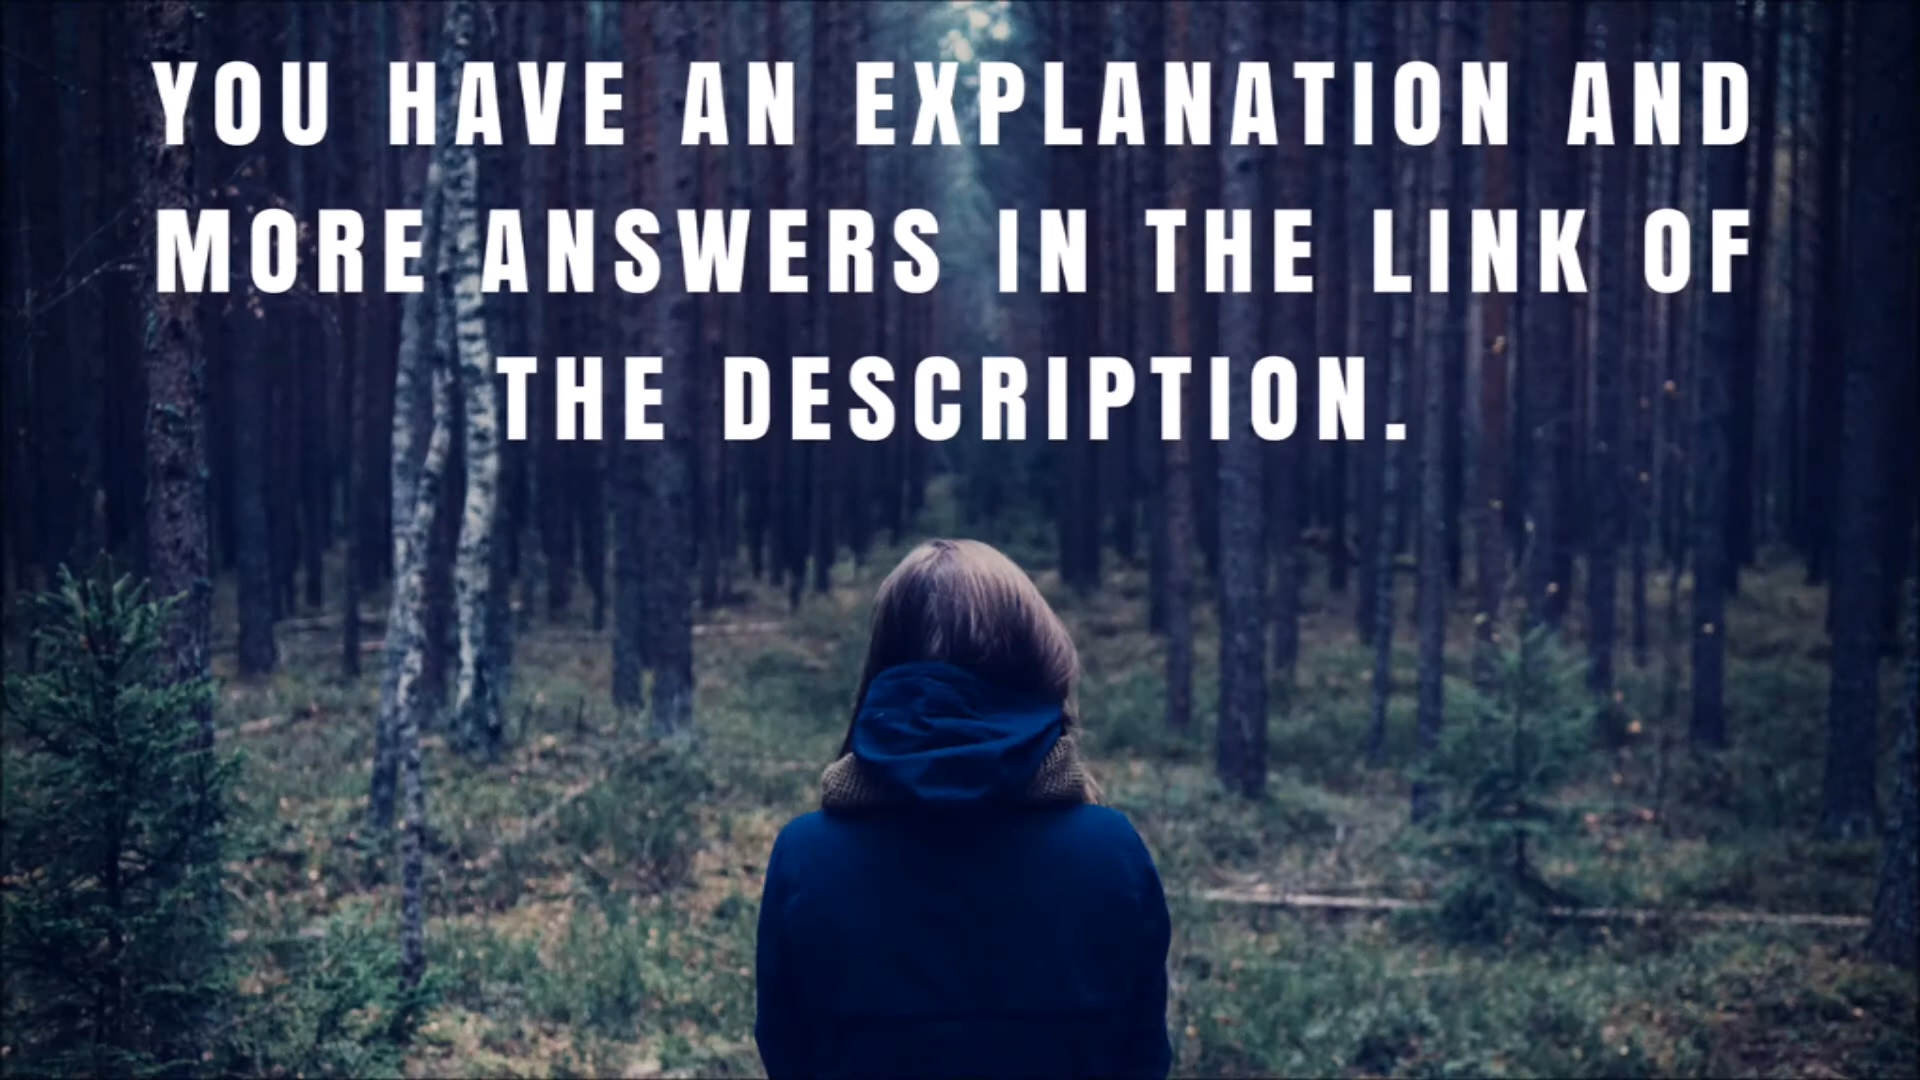 YOU HAVE AN EXPLANATION AND
MORE ANSWERS IN THE LINK OF
THE DESCRIPTION.